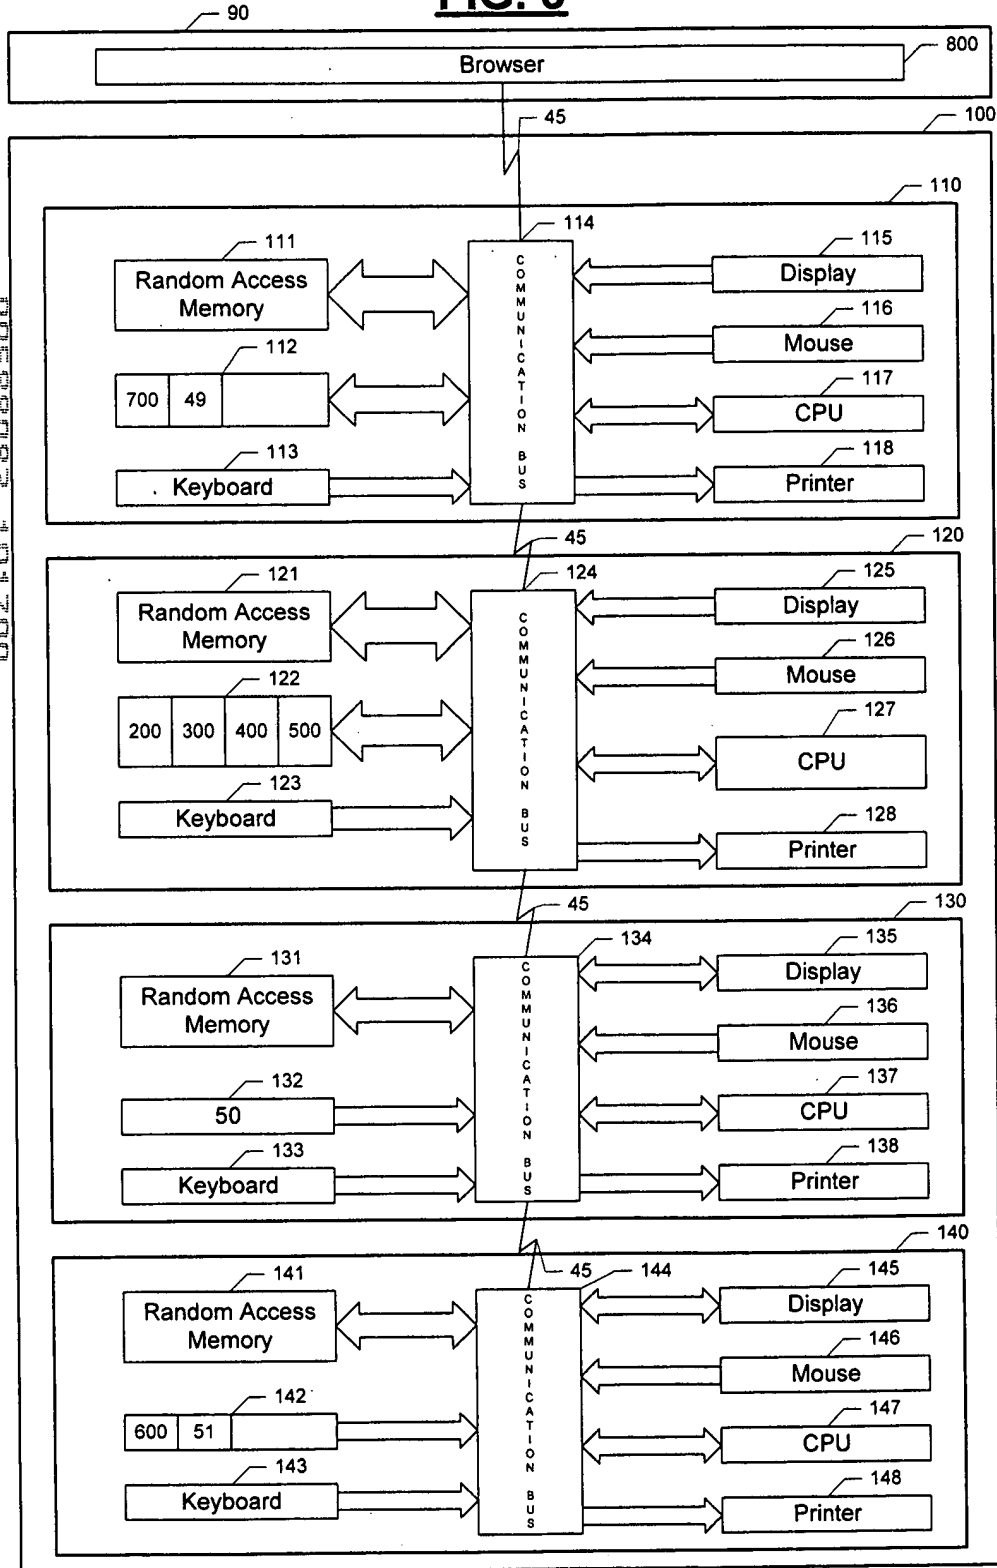 90
Browser
800
100
45
110
114
111
Random Access
Memory
115
Display
COMMUNICATION BUS
116
Mouse
112
700 49
117
CPU
113
Keyboard
118
Printer
45
120
121
Random Access
Memory
124
125
Display
COMMUNICATION BUS
126
Mouse
122
200 300 400 500
127
CPU
123
Keyboard
128
Printer
45
130
131
Random Access
Memory
134
135
Display
COMMUNICATION BUS
136
Mouse
132
50
137
CPU
133
Keyboard
138
Printer
140
141
Random Access
Memory
45
144
145
Display
COMMUNICATION BUS
146
Mouse
142
600 51
147
CPU
143
Keyboard
148
Printer